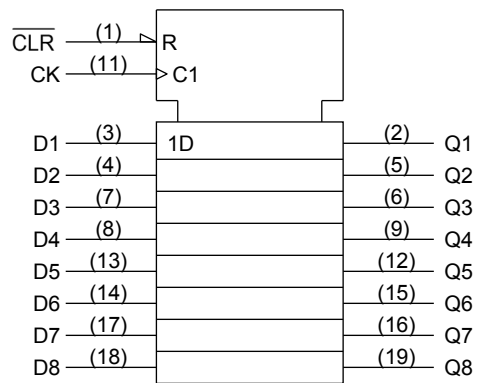 C̅L̅R̅ (1) R
CK (11) C1
D1 (3) 1D (2) Q1
D2 (4) (5) Q2
D3 (7) (6) Q3
D4 (8) (9) Q4
D5 (13) (12) Q5
D6 (14) (15) Q6
D7 (17) (16) Q7
D8 (18) (19) Q8